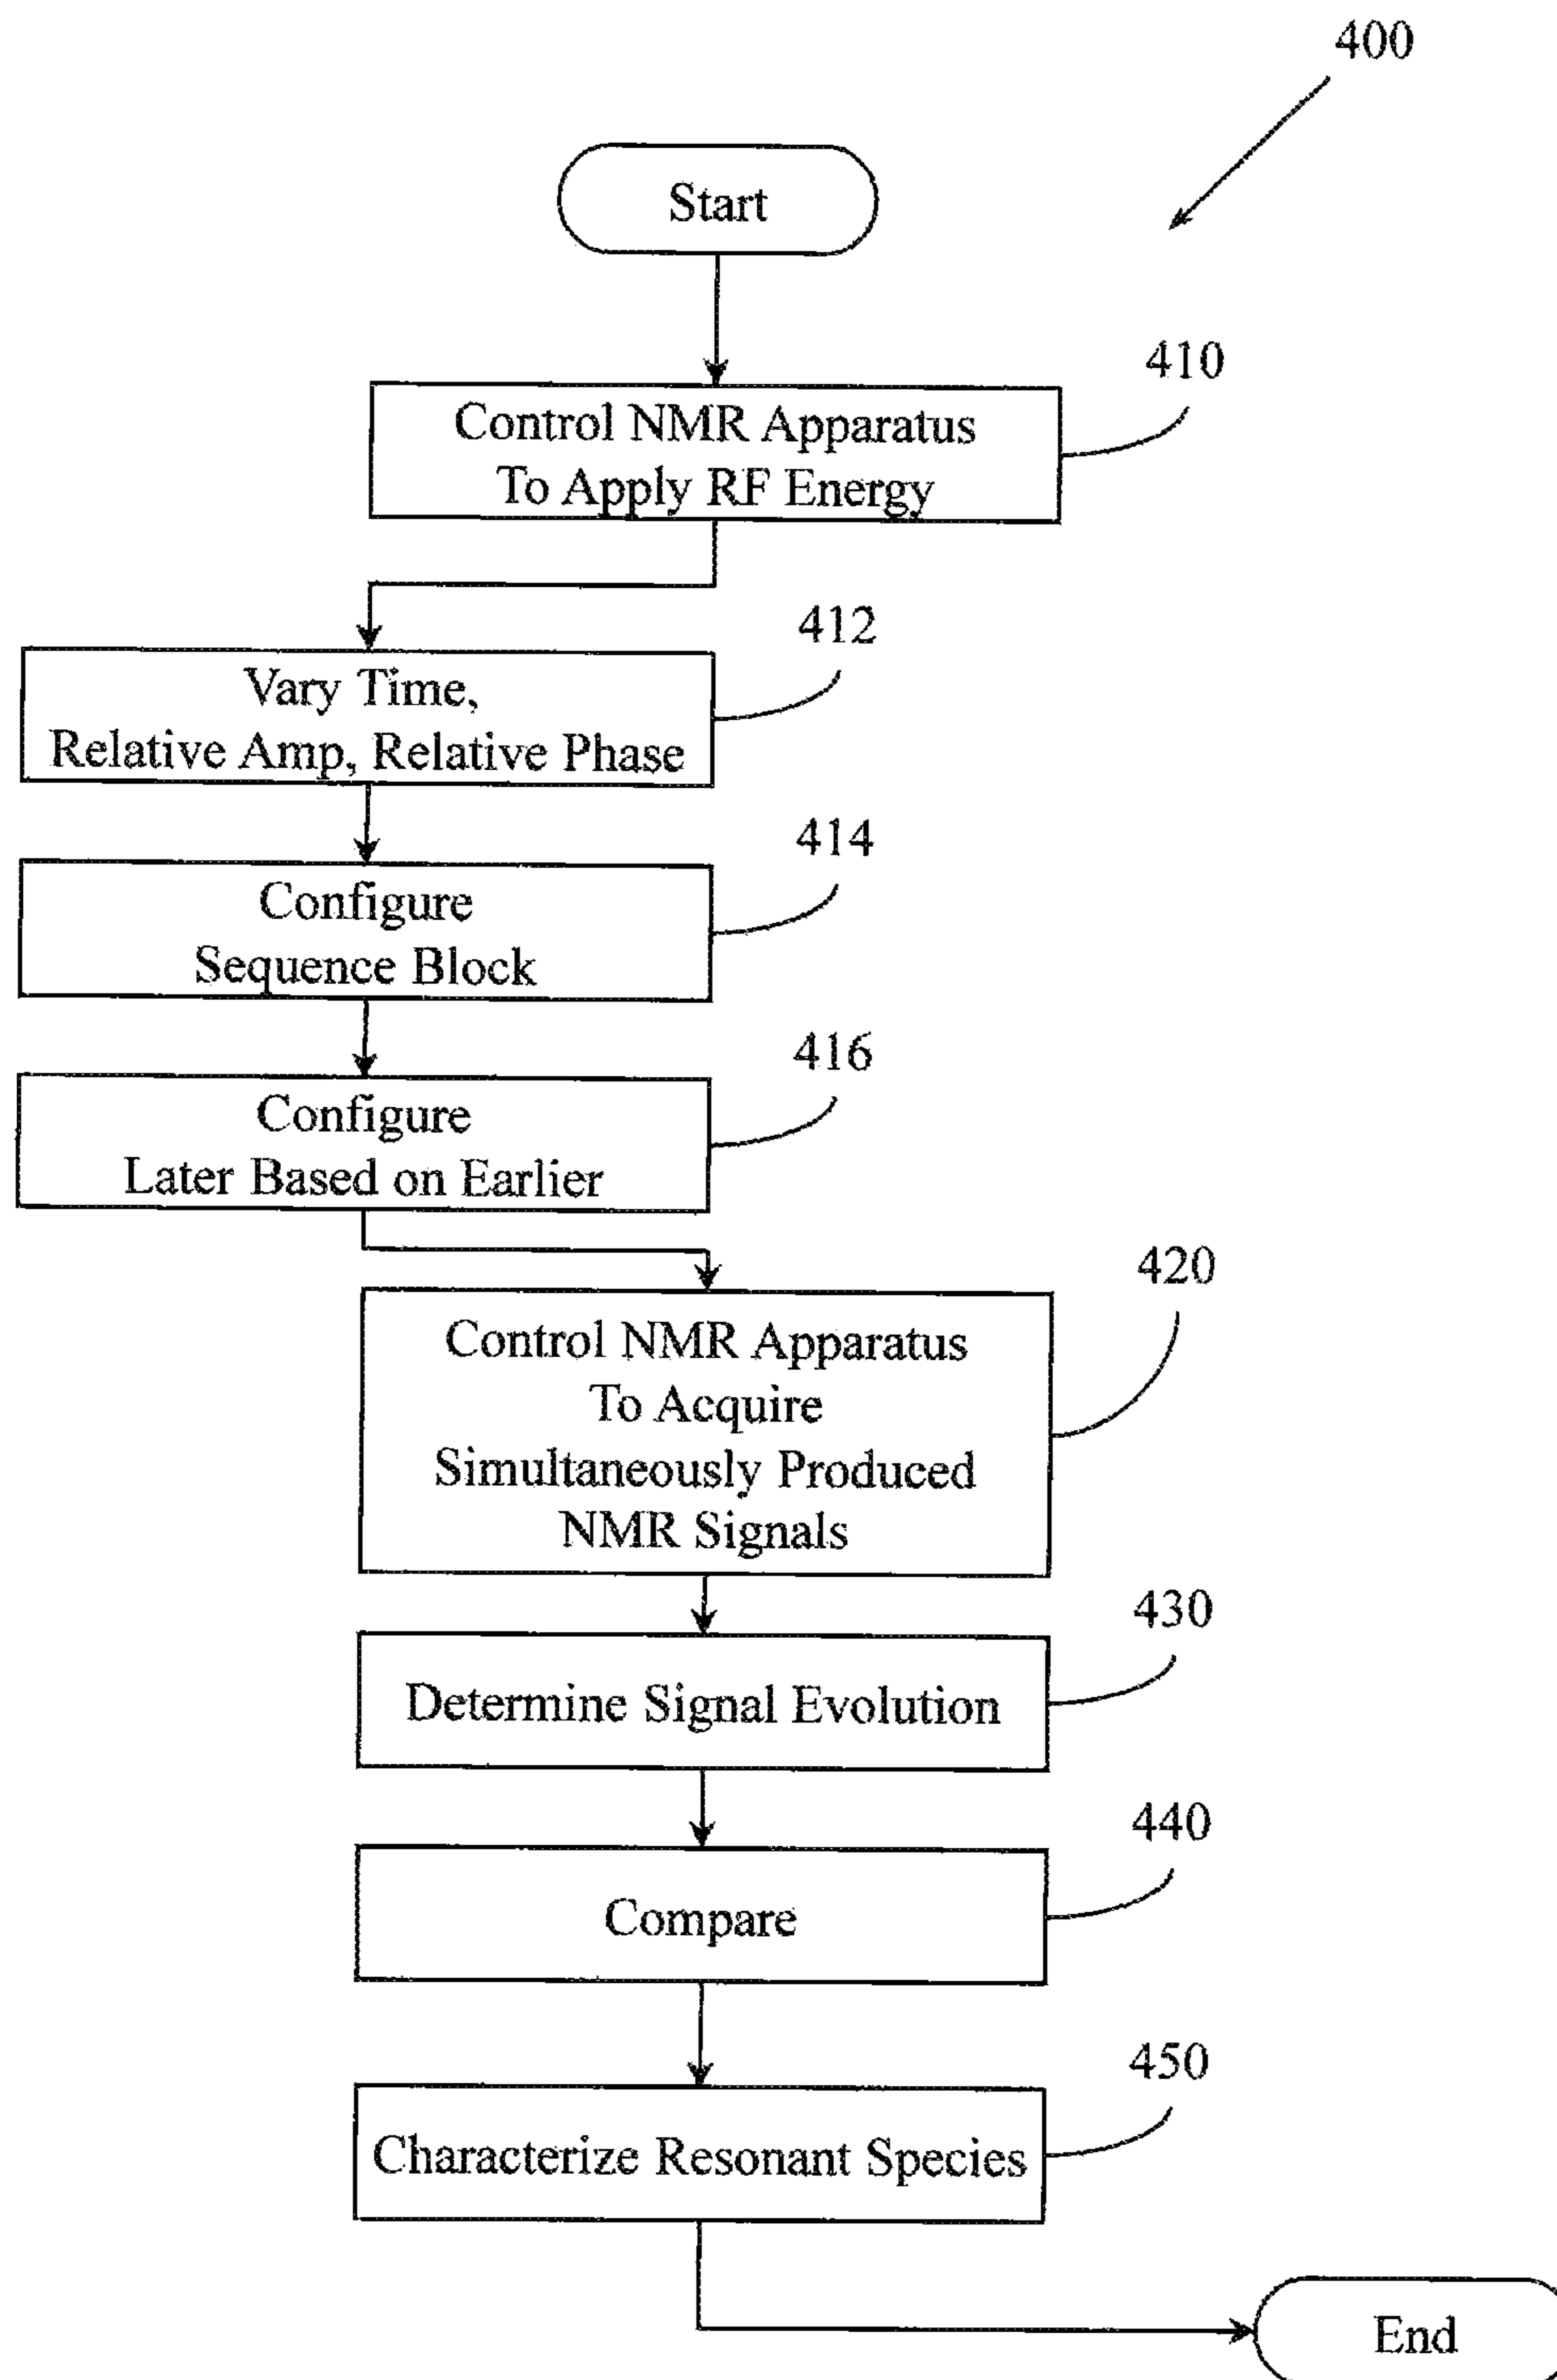 400
Start
410
Control NMR Apparatus
To Apply RF Energy
412
Vary Time,
Relative Amp, Relative Phase
414
Configure
Sequence Block
416
Configure
Later Based on Earlier
420
Control NMR Apparatus
To Acquire
Simultaneously Produced
NMR Signals
430
Determine Signal Evolution
440
Compare
450
Characterize Resonant Species
End